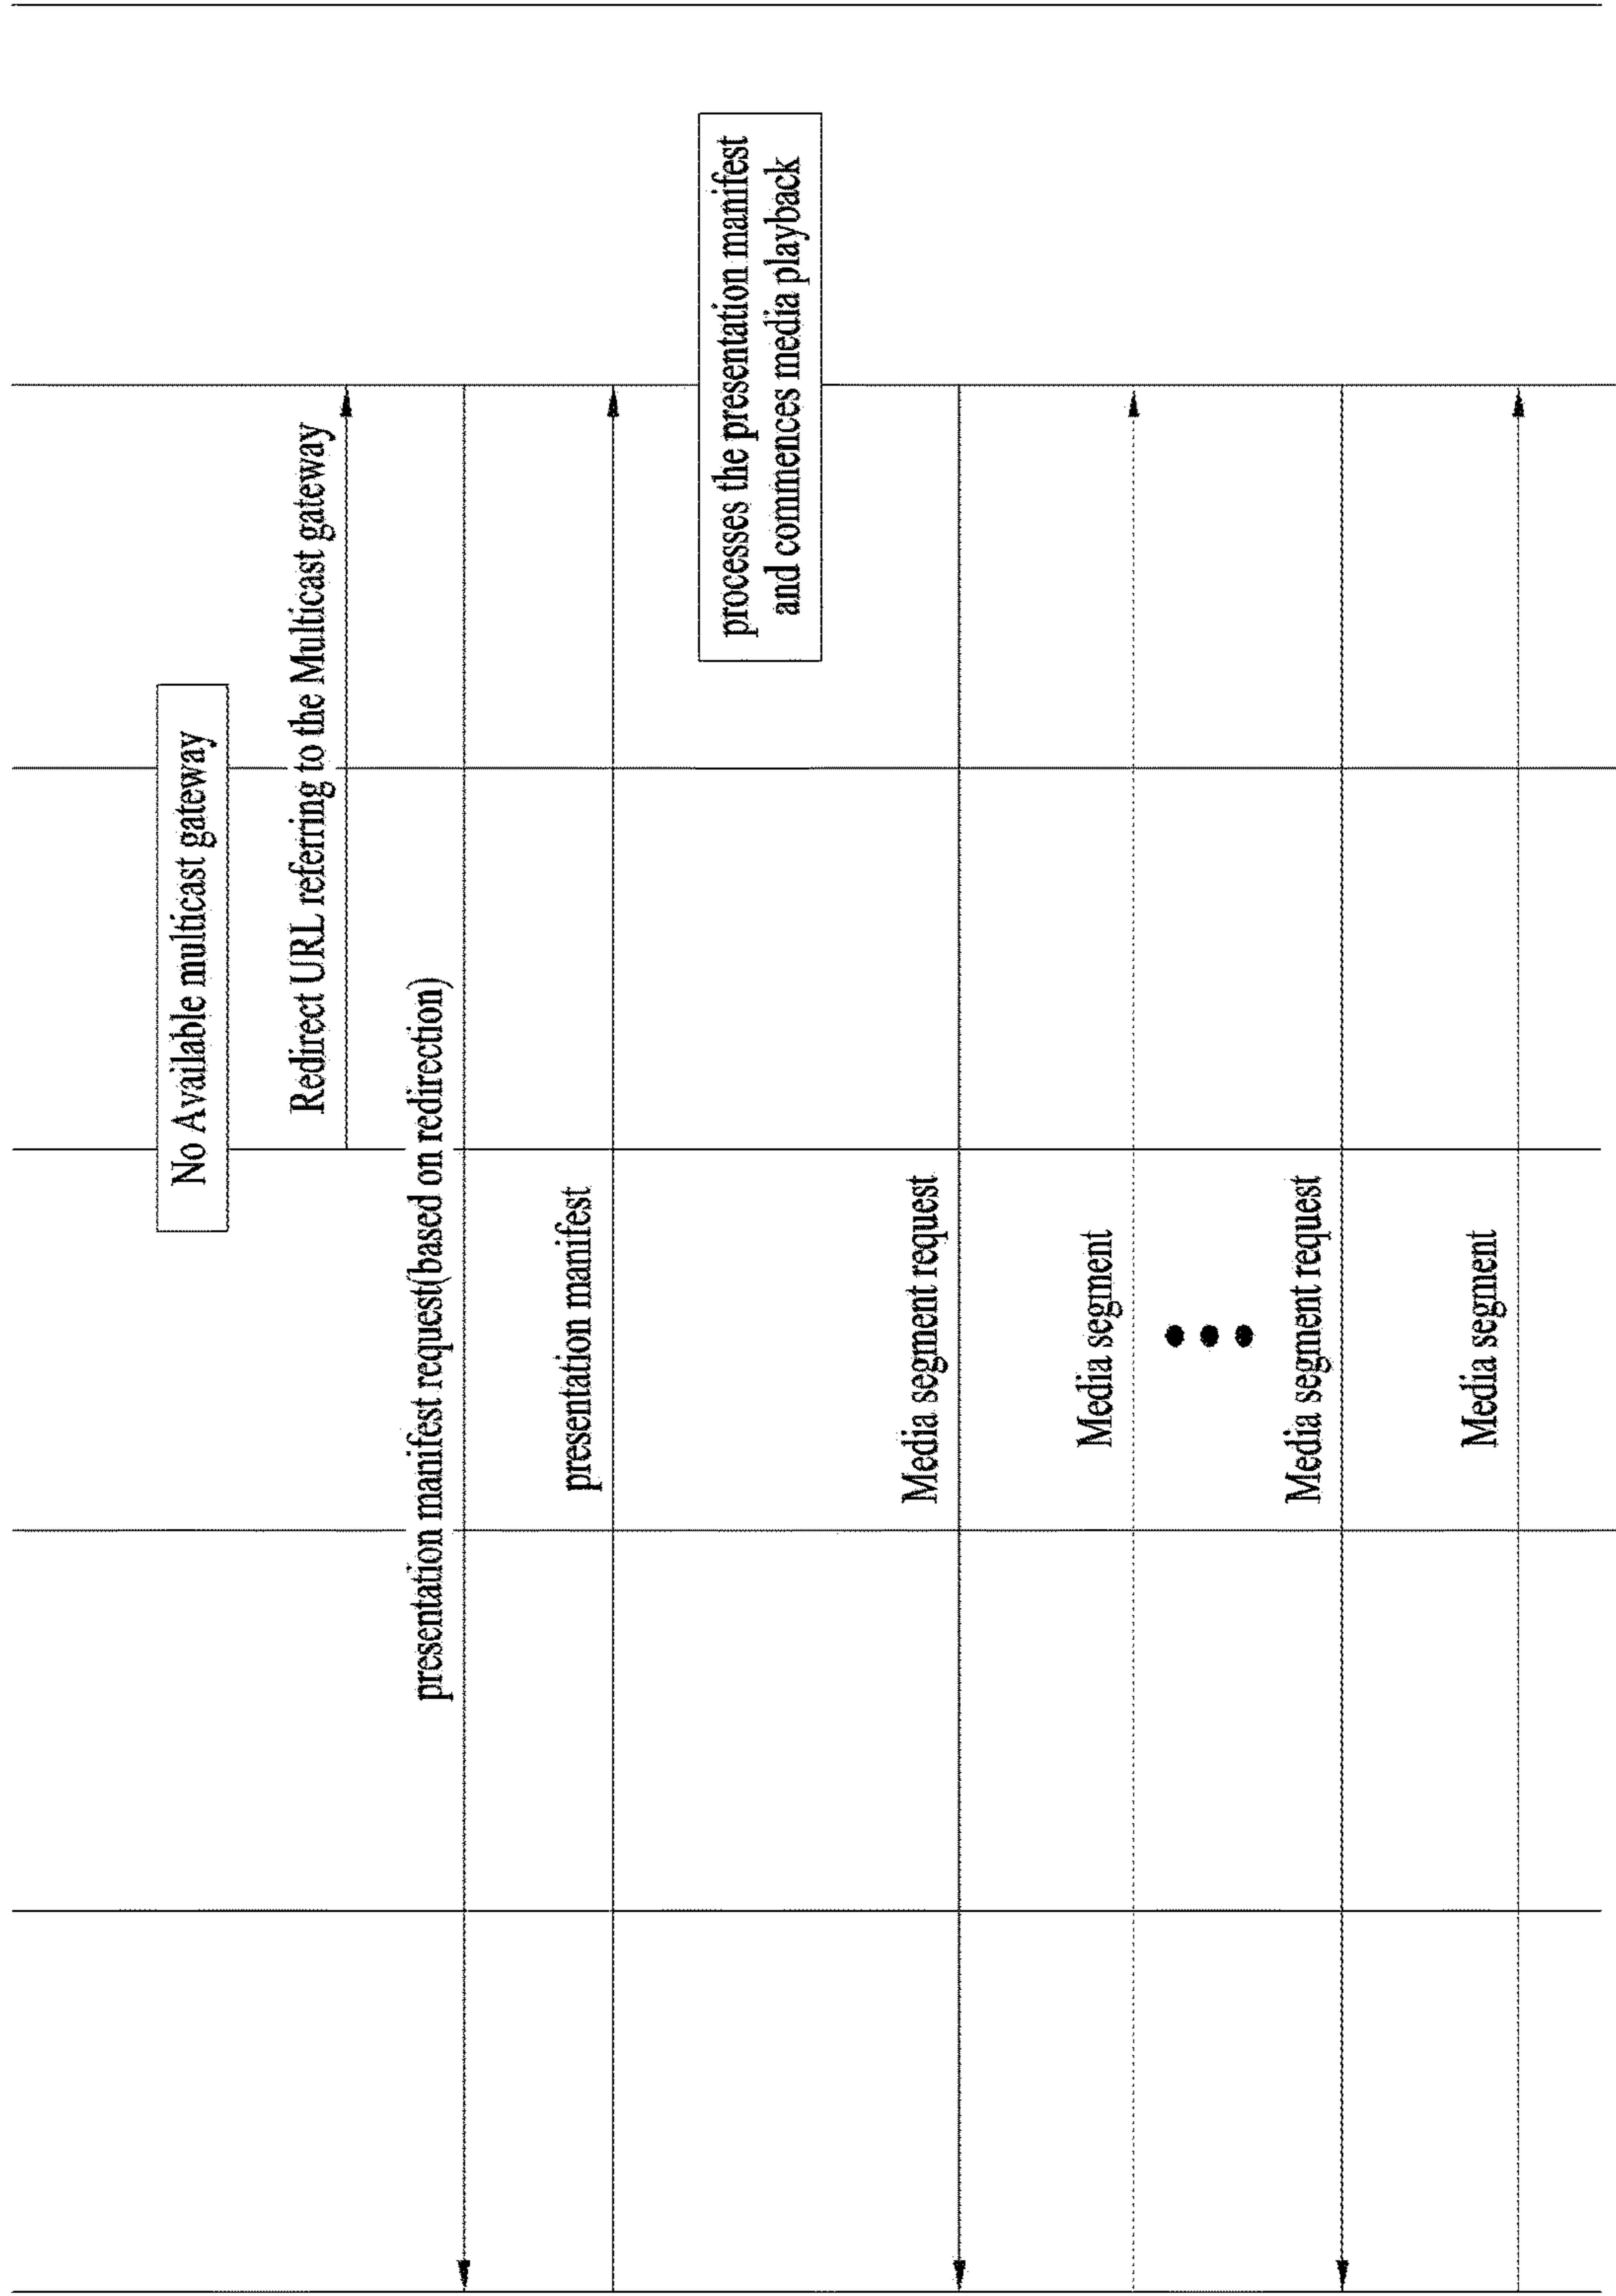 No Available multicast gateway
Redirect URL referring to the Multicast gateway
presentation manifest request(based on redirection)
presentation manifest
processes the presentation manifest
and commences media playback
Media segment request
Media segment
Media segment request
Media segment